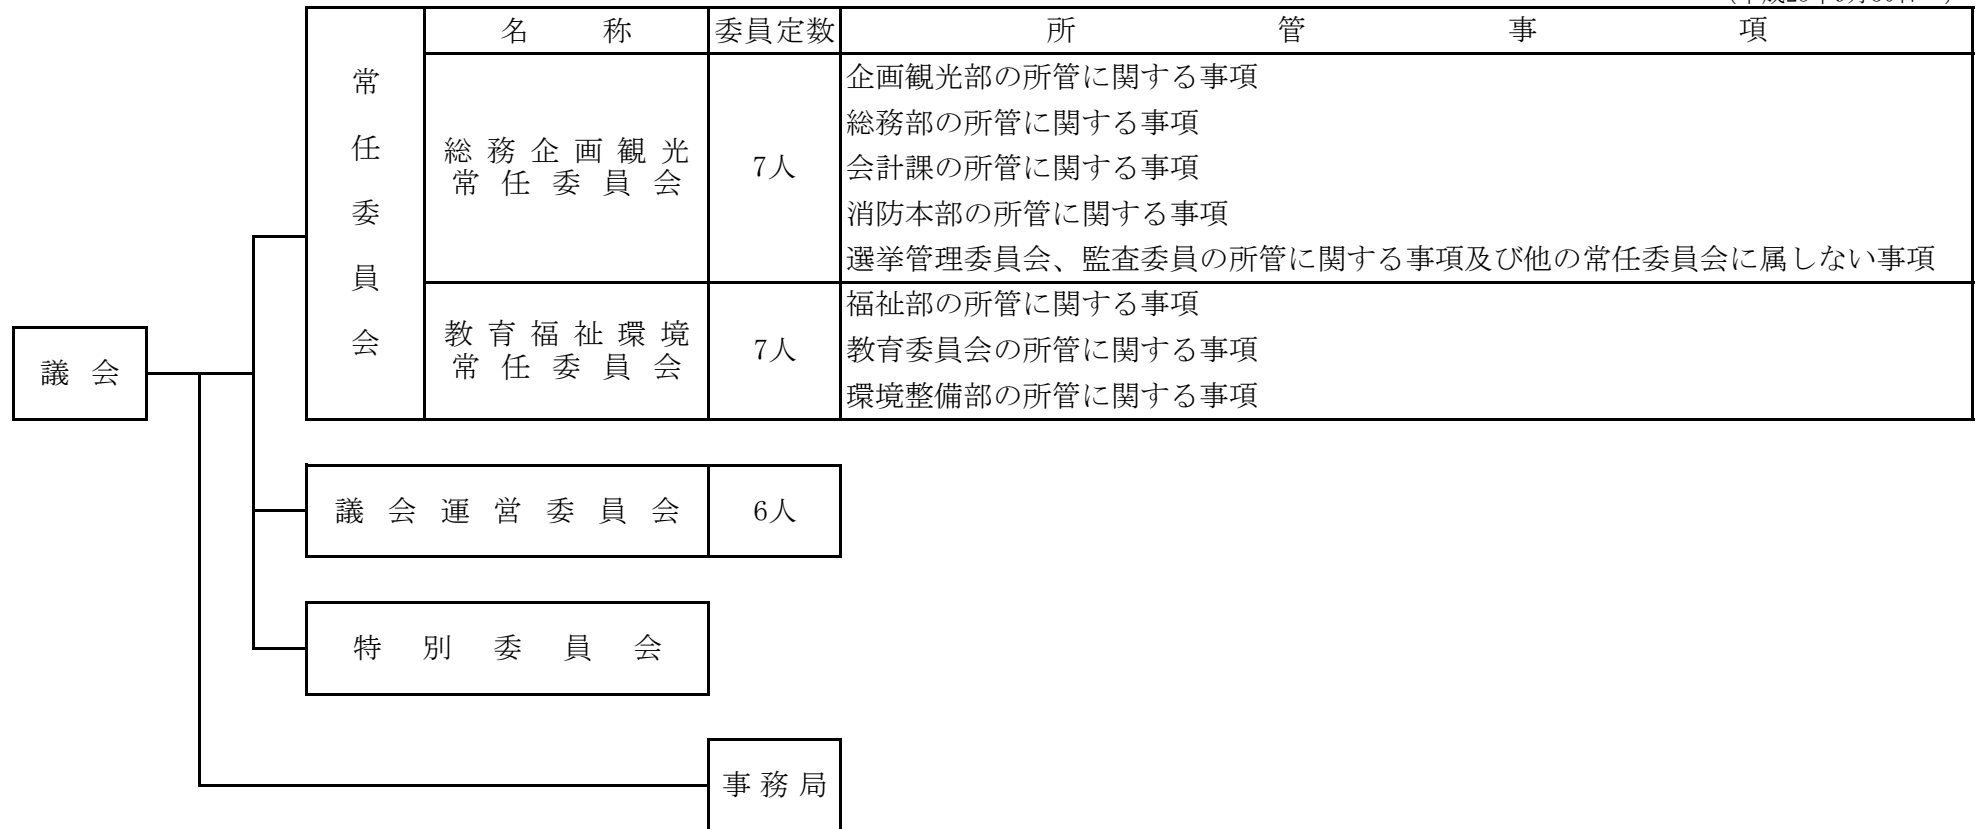 名称 委員定数 所管事項
常任委員会
総務企画観光
常任委員会
7人
企画観光部の所管に関する事項
総務部の所管に関する事項
会計課の所管に関する事項
消防本部の所管に関する事項
選挙管理委員会、監査委員の所管に関する事項及び他の常任委員会に属しない事項
教育福祉環境
常任委員会
7人
福祉部の所管に関する事項
教育委員会の所管に関する事項
環境整備部の所管に関する事項
議会
議会運営委員会 6人
特別委員会
事務局